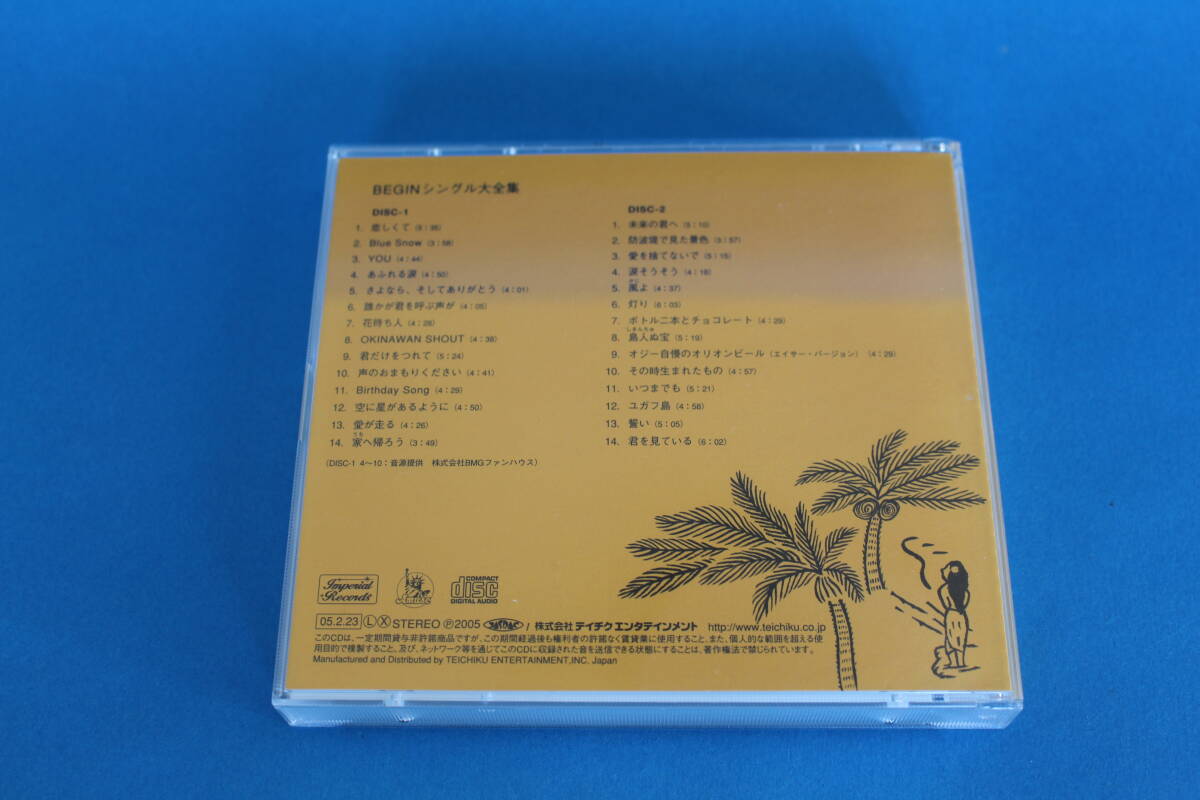 BEGINシングル大全集
DISC-1
1. 恋しくて (6:35)
2. Blue Snow (3:58)
3. YOU (4:44)
4. あふれる涙 (4:50)
5. さよなら、そしてありがとう (4:01)
6. 誰かが君を呼ぶ声が (4:05)
7. 花待ち人 (4:28)
8. OKINAWAN SHOUT (4:38)
9. 君だけをつれて (5:24)
10. 声のおまもりください (4:41)
11. Birthday Song (4:29)
12. 空に星があるように (4:50)
13. 愛が走る (4:26)
うち
14. 家へ帰ろう (3:49)
(DISC-1 4〜10:音源提供 株式会社BMGファンハウス)
DISC-2
1. 未来の君へ (5:10)
2. 防波堤で見た景色 (3:57)
3. 愛を捨てないで (5:15)
4. 涙そうそう (4:18)
かじ
5. 風よ (4:37)
6. 灯り (6:03)
7. ボトル二本とチョコレート (4:29)
しまんちゅ
8. 島人ぬ宝 (5:19)
9. オジー自慢のオリオンビール (エイサー・バージョン) (4:29)
10. その時生まれたもの (4:57)
11. いつまでも (5:21)
12. ユガフ島 (4:58)
13. 誓い (5:05)
14. 君を見ている (6:02)
Imperial
Records
COMPACT
disc
DIGITAL AUDIO
05.2.23 Ⓛ Ⓧ STEREO ℗2005 / 株式会社 テイチクエンタテインメント http://www.teichiku.co.jp
このCDは、一定期間貸与非許諾商品ですが、この期間経過後も権利者の許諾なく賃貸業に使用すること、また、個人的な範囲を超える使
用目的で複製すること、及び、ネットワーク等を通じてこのCDに収録された音を送信できる状態にすることは、著作権法で禁じられています。
Manufactured and Distributed by TEICHIKU ENTERTAINMENT,INC. Japan